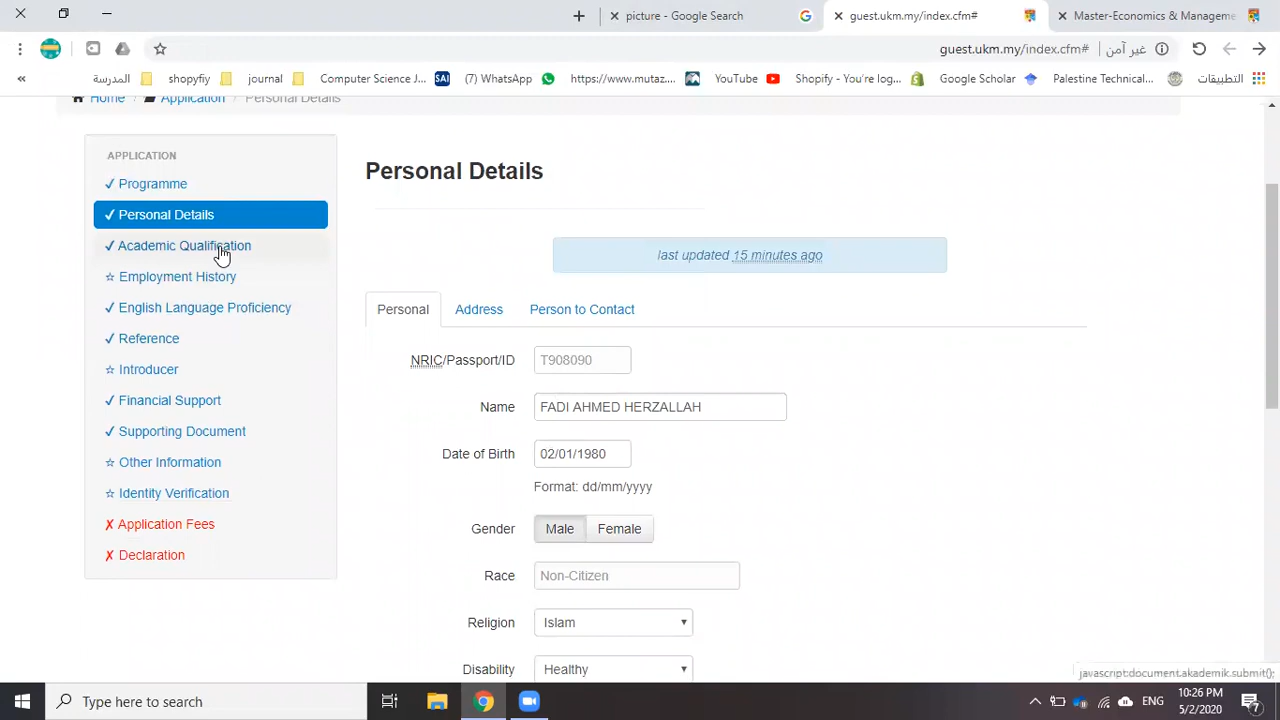 picture - Google Search
guest.ukm.my/index.cfm#
Master-Economics & Manageme
guest.ukm.my/index.cfm# غير آمن
« المدرسة shopyfiy journal Computer Science J... SAI (7) WhatsApp https://www.mutaz.... YouTube Shopify - You're log... Google Scholar Palestine Technical... التطبيقات
Home / Application / Personal Details
APPLICATION
✓ Programme
✓ Personal Details
✓ Academic Qualification
☆ Employment History
✓ English Language Proficiency
✓ Reference
☆ Introducer
✓ Financial Support
✓ Supporting Document
☆ Other Information
☆ Identity Verification
✗ Application Fees
✗ Declaration
Personal Details
last updated 15 minutes ago
Personal Address Person to Contact
NRIC/Passport/ID T908090
Name FADI AHMED HERZALLAH
Date of Birth 02/01/1980
Format: dd/mm/yyyy
Gender Male Female
Race Non-Citizen
Religion Islam
Disability Healthy
javascript:document.akademik.submit();
Type here to search
ENG
10:26 PM
5/2/2020
7